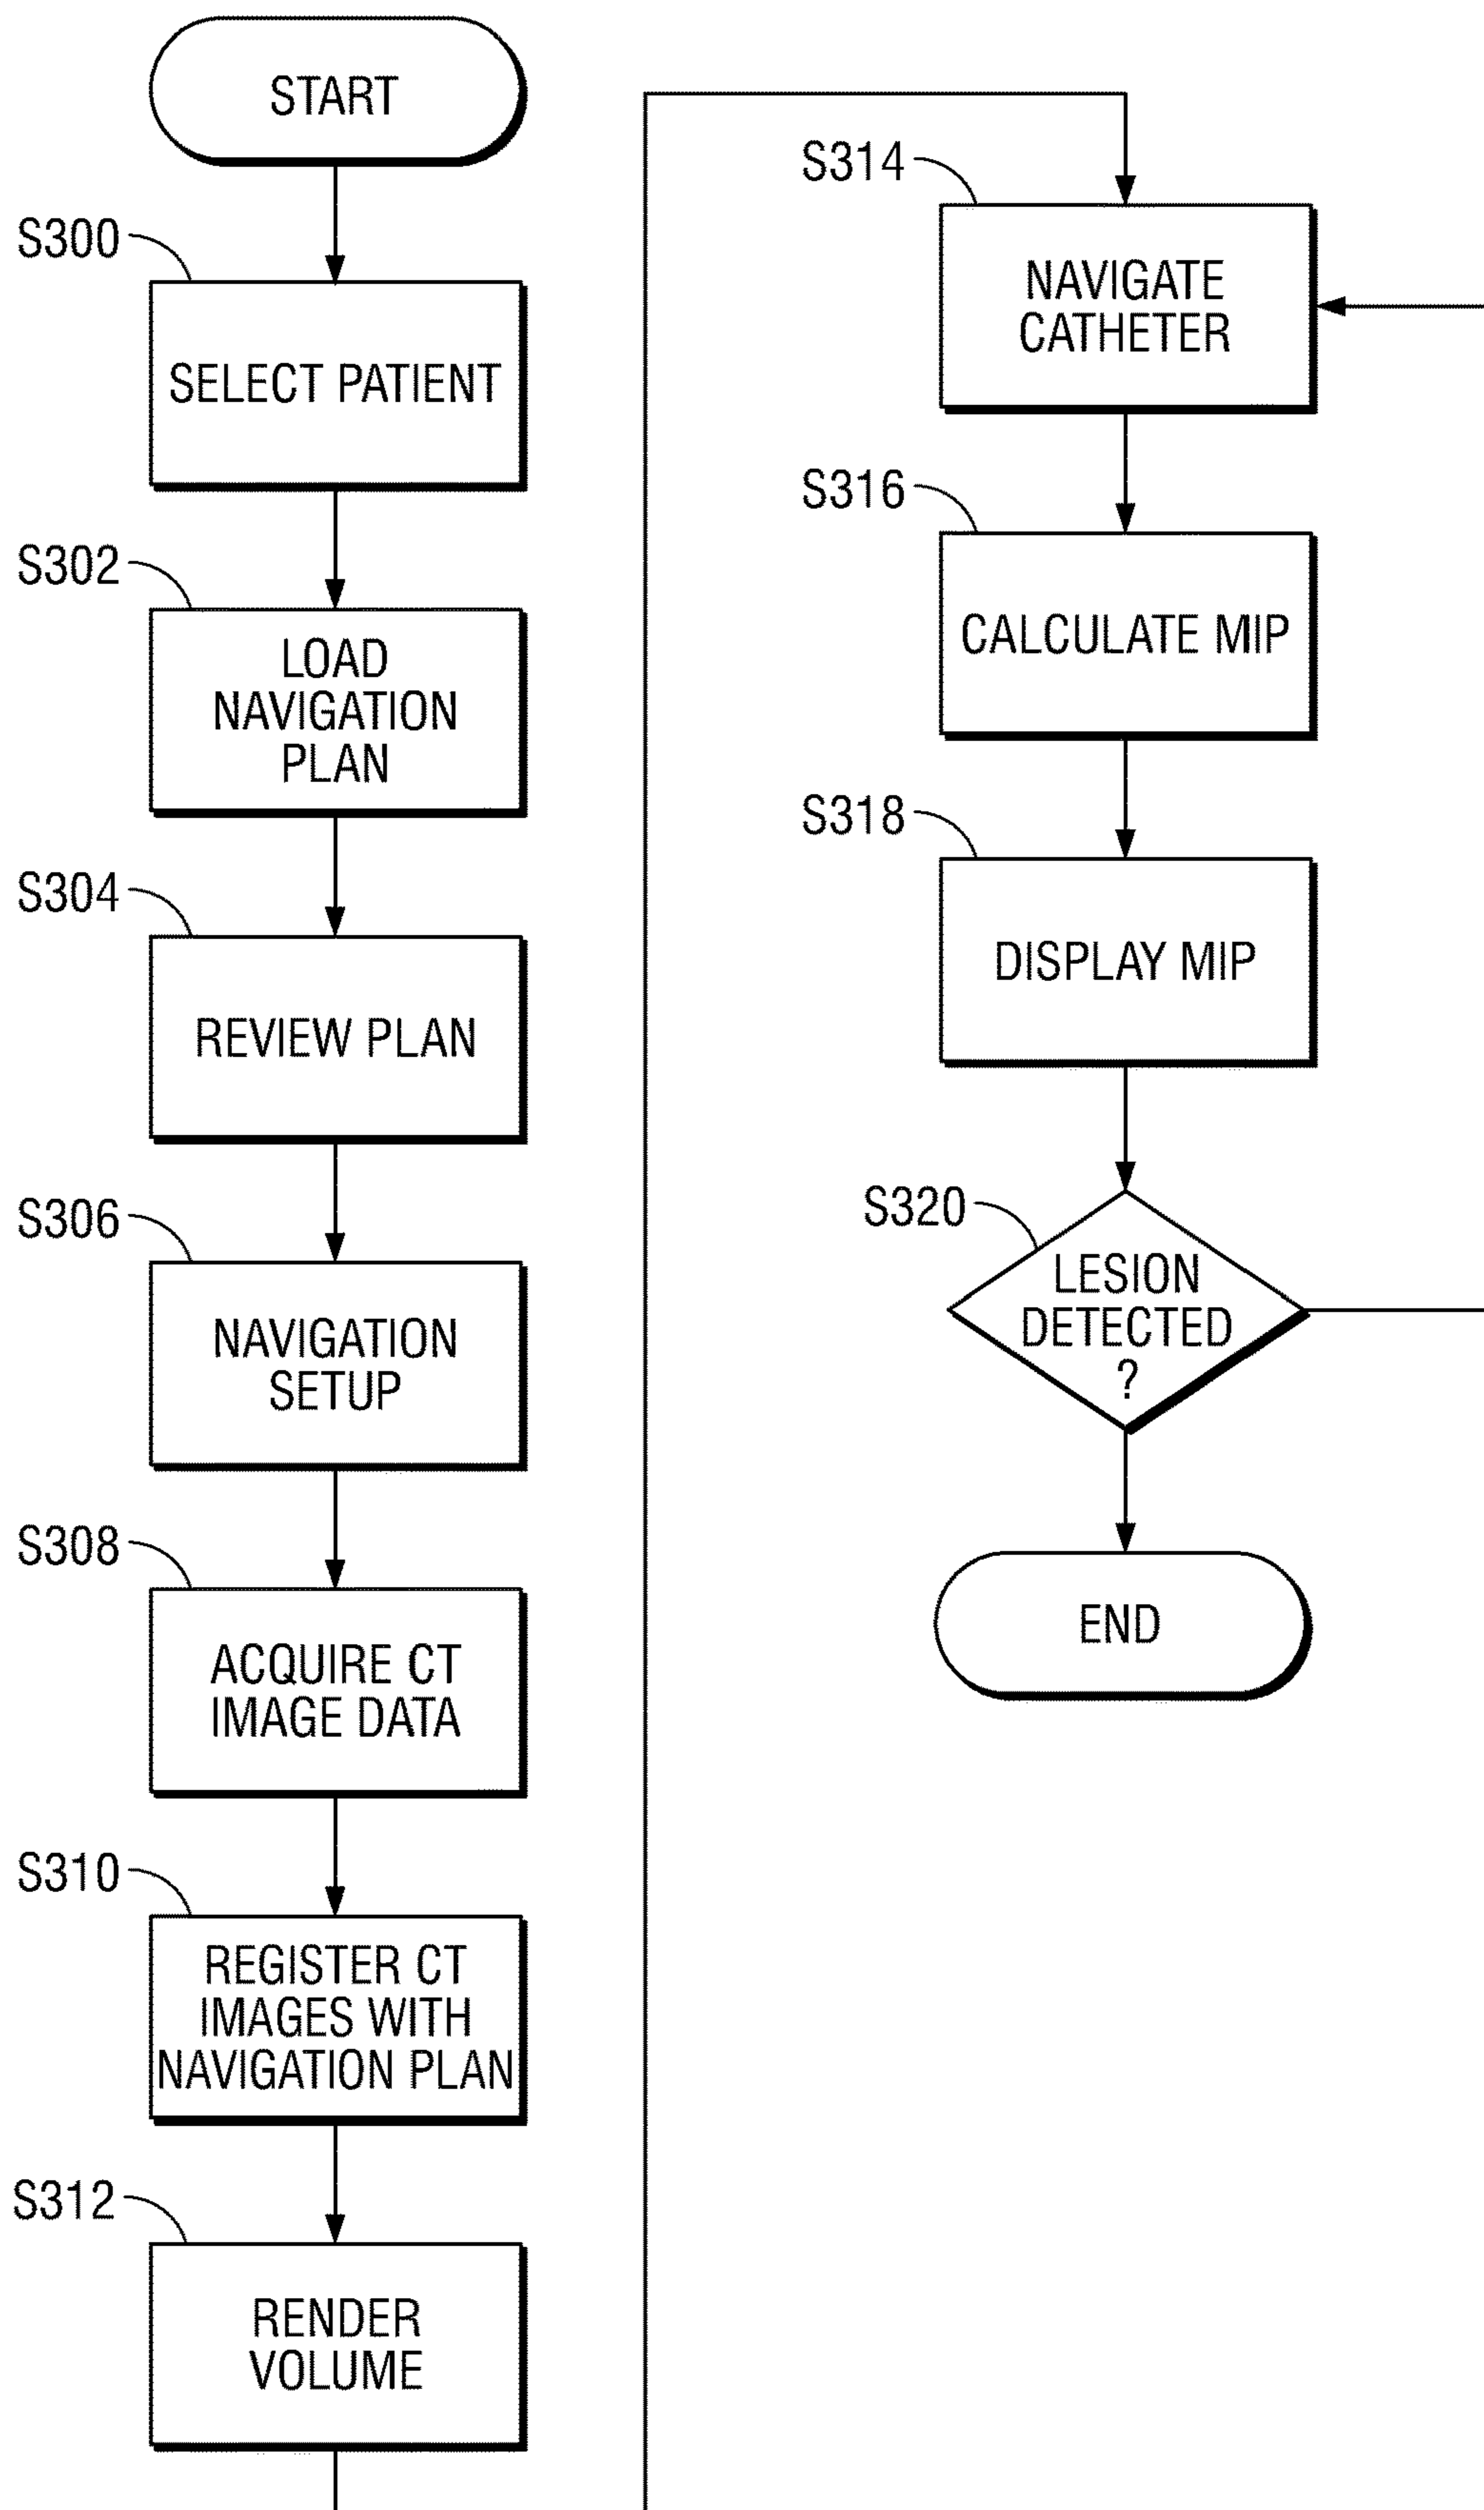 START
S300
SELECT PATIENT
S302
LOAD
NAVIGATION
PLAN
S304
REVIEW PLAN
S306
NAVIGATION
SETUP
S308
ACQUIRE CT
IMAGE DATA
S310
REGISTER CT
IMAGES WITH
NAVIGATION PLAN
S312
RENDER
VOLUME
S314
NAVIGATE
CATHETER
S316
CALCULATE MIP
S318
DISPLAY MIP
S320
LESION
DETECTED
?
END